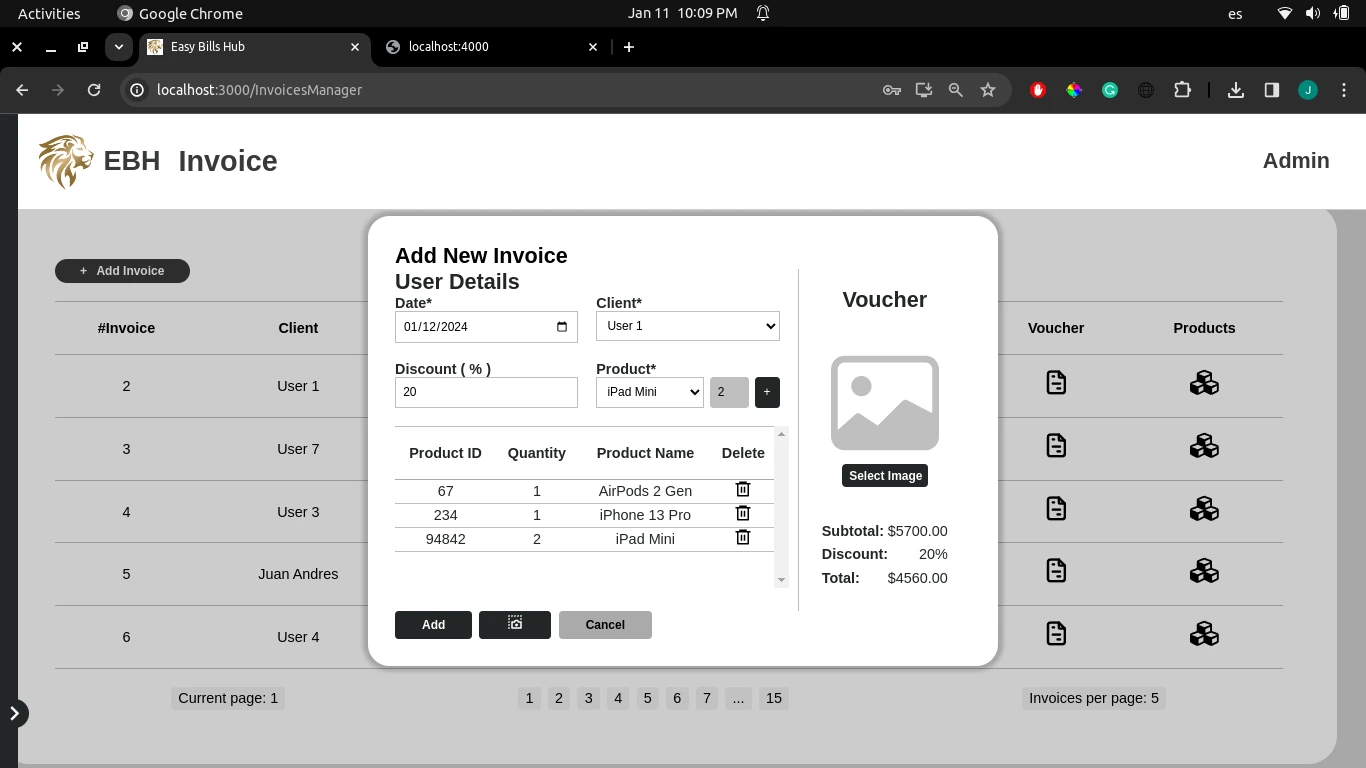 Activities Google Chrome Jan 11 10:09 PM es
Easy Bills Hub localhost:4000
localhost:3000/InvoicesManager J
EBH Invoice Admin
+ Add Invoice
#Invoice Client Voucher Products
2 User 1
3 User 7
4 User 3
5 Juan Andres
6 User 4
Current page: 1 1 2 3 4 5 6 7 ... 15 Invoices per page: 5
Add New Invoice
User Details
Date* Client*
01/12/2024 User 1
Discount ( % ) Product*
20 iPad Mini 2 +
Product ID Quantity Product Name Delete
67 1 AirPods 2 Gen
234 1 iPhone 13 Pro
94842 2 iPad Mini
Add Cancel
Voucher
Select Image
Subtotal: $5700.00
Discount: 20%
Total: $4560.00